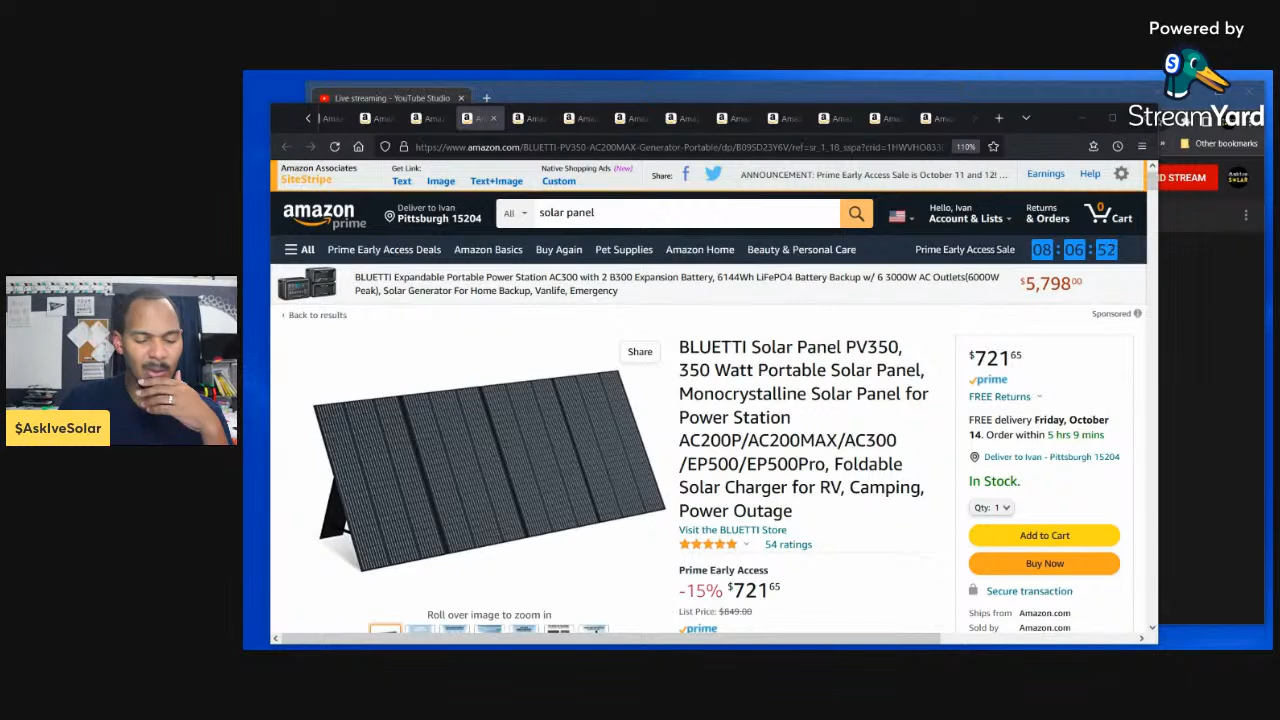 Powered by
StreamYard
Live streaming - YouTube Studio
Other bookmarks
https://www.amazon.com/BLUETTI-PV350-AC200MAX-Generator-Portable/dp/B09SD23Y6V/ref=sr_1_18_sspa?crid=1HWVHO833
110%
Amazon Associates
SiteStripe
Get Link:
Text Image Text+Image
Native Shopping Ads (New)
Custom
Share:
ANNOUNCEMENT: Prime Early Access Sale is October 11 and 12! ...
Earnings
Help
D STREAM
amazon
prime
Deliver to Ivan
Pittsburgh 15204
All
solar panel
Hello, Ivan
Account & Lists
Returns
& Orders
0
Cart
All
Prime Early Access Deals
Amazon Basics
Buy Again
Pet Supplies
Amazon Home
Beauty & Personal Care
Prime Early Access Sale
08 : 06 : 52
BLUETTI Expandable Portable Power Station AC300 with 2 B300 Expansion Battery, 6144Wh LiFePO4 Battery Backup w/ 6 3000W AC Outlets(6000W
Peak), Solar Generator For Home Backup, Vanlife, Emergency
$5,79800
‹ Back to results
Sponsored
Share
BLUETTI Solar Panel PV350,
350 Watt Portable Solar Panel,
Monocrystalline Solar Panel for
Power Station
AC200P/AC200MAX/AC300
/EP500/EP500Pro, Foldable
Solar Charger for RV, Camping,
Power Outage
Visit the BLUETTI Store
54 ratings
Prime Early Access
-15% $72165
List Price: $849.00
prime
Roll over image to zoom in
$72165
prime
FREE Returns
FREE delivery Friday, October
14. Order within 5 hrs 9 mins
Deliver to Ivan - Pittsburgh 15204
In Stock.
Qty: 1
Add to Cart
Buy Now
Secure transaction
Ships from Amazon.com
Sold by Amazon.com
$AskIveSolar